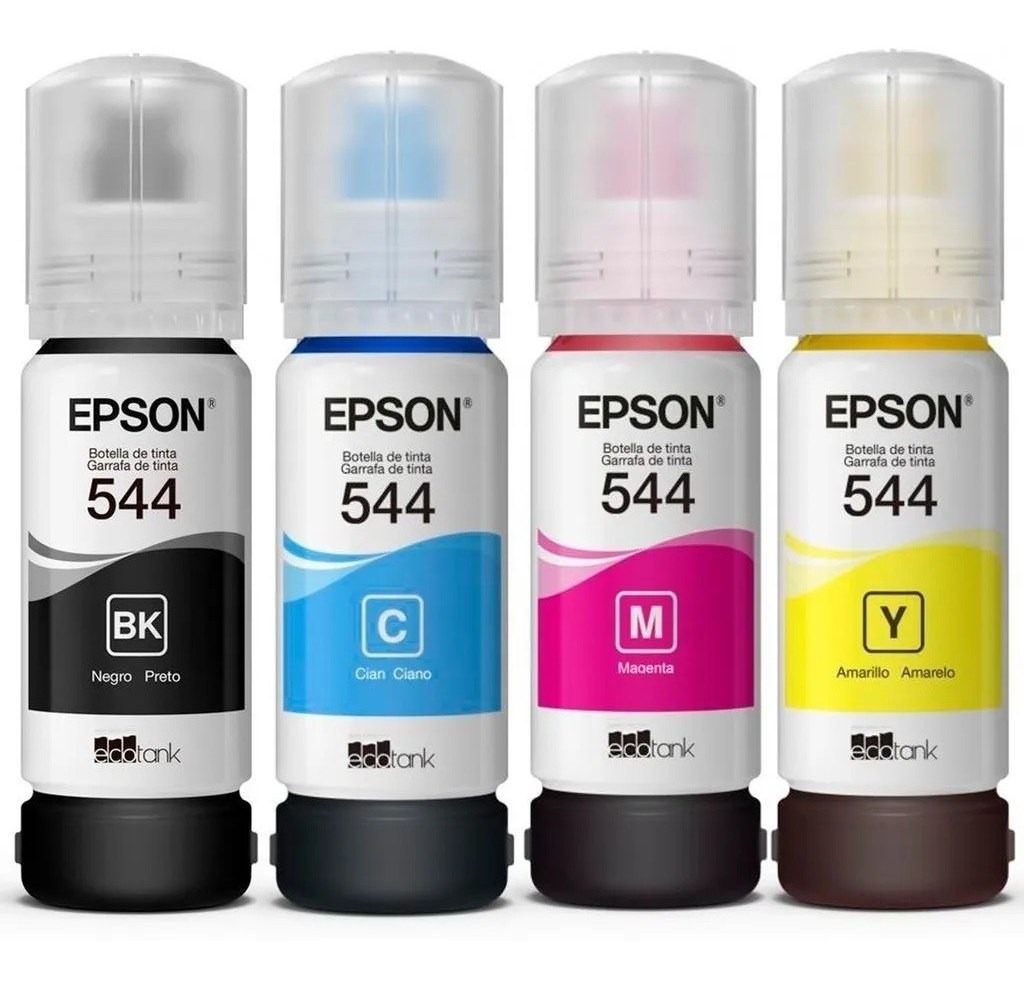 EPSON®
Botella de tinta
Garrafa de tinta
544
BK
Negro Preto
ecotank
EPSON®
Botella de tinta
Garrafa de tinta
544
C
Cian Ciano
ecotank
EPSON®
Botella de tinta
Garrafa de tinta
544
M
Magenta
ecotank
EPSON®
Botella de tinta
Garrafa de tinta
544
Y
Amarillo Amarelo
ecotank